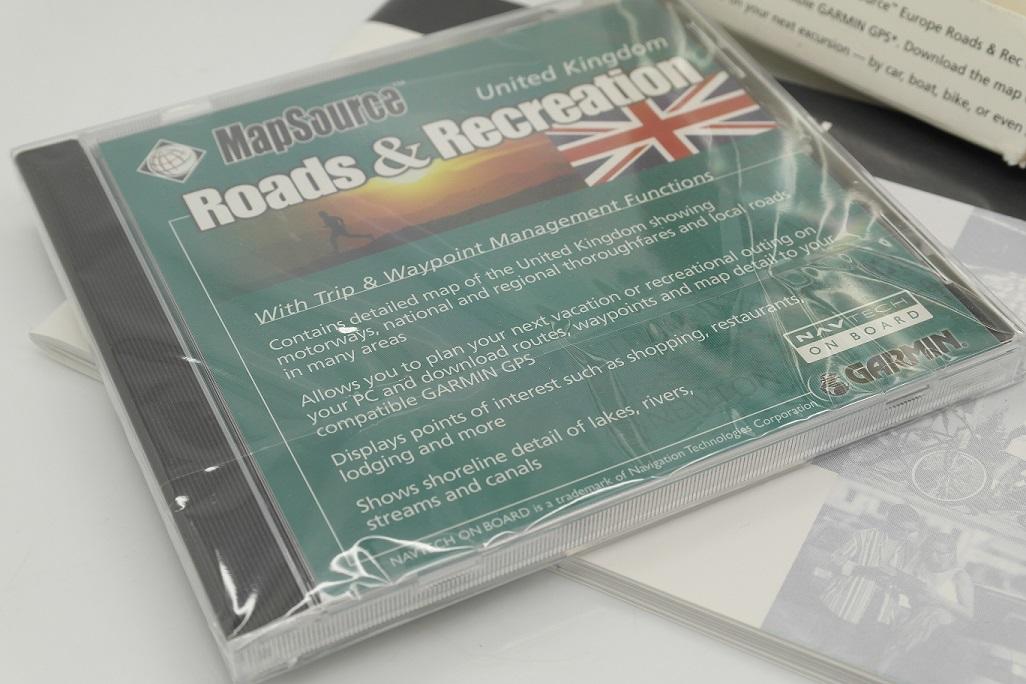 MapSource™
United Kingdom
Roads & Recreation
With Trip & Waypoint Management Functions
Contains detailed map of the United Kingdom showing
motorways, national and regional thoroughfares and local roads
in many areas
Allows you to plan your next vacation or recreational outing on
your PC and download routes, waypoints and map detail to your
compatible GARMIN GPS
Displays points of interest such as shopping, restaurants,
lodging and more
Shows shoreline detail of lakes, rivers,
streams and canals
NAVTECH
ON BOARD
GARMIN®
NAVTECH ON BOARD is a trademark of Navigation Technologies Corporation
Europe Roads & Rec
GARMIN GPS*. Download the map
on your next excursion — by car, boat, bike, or even